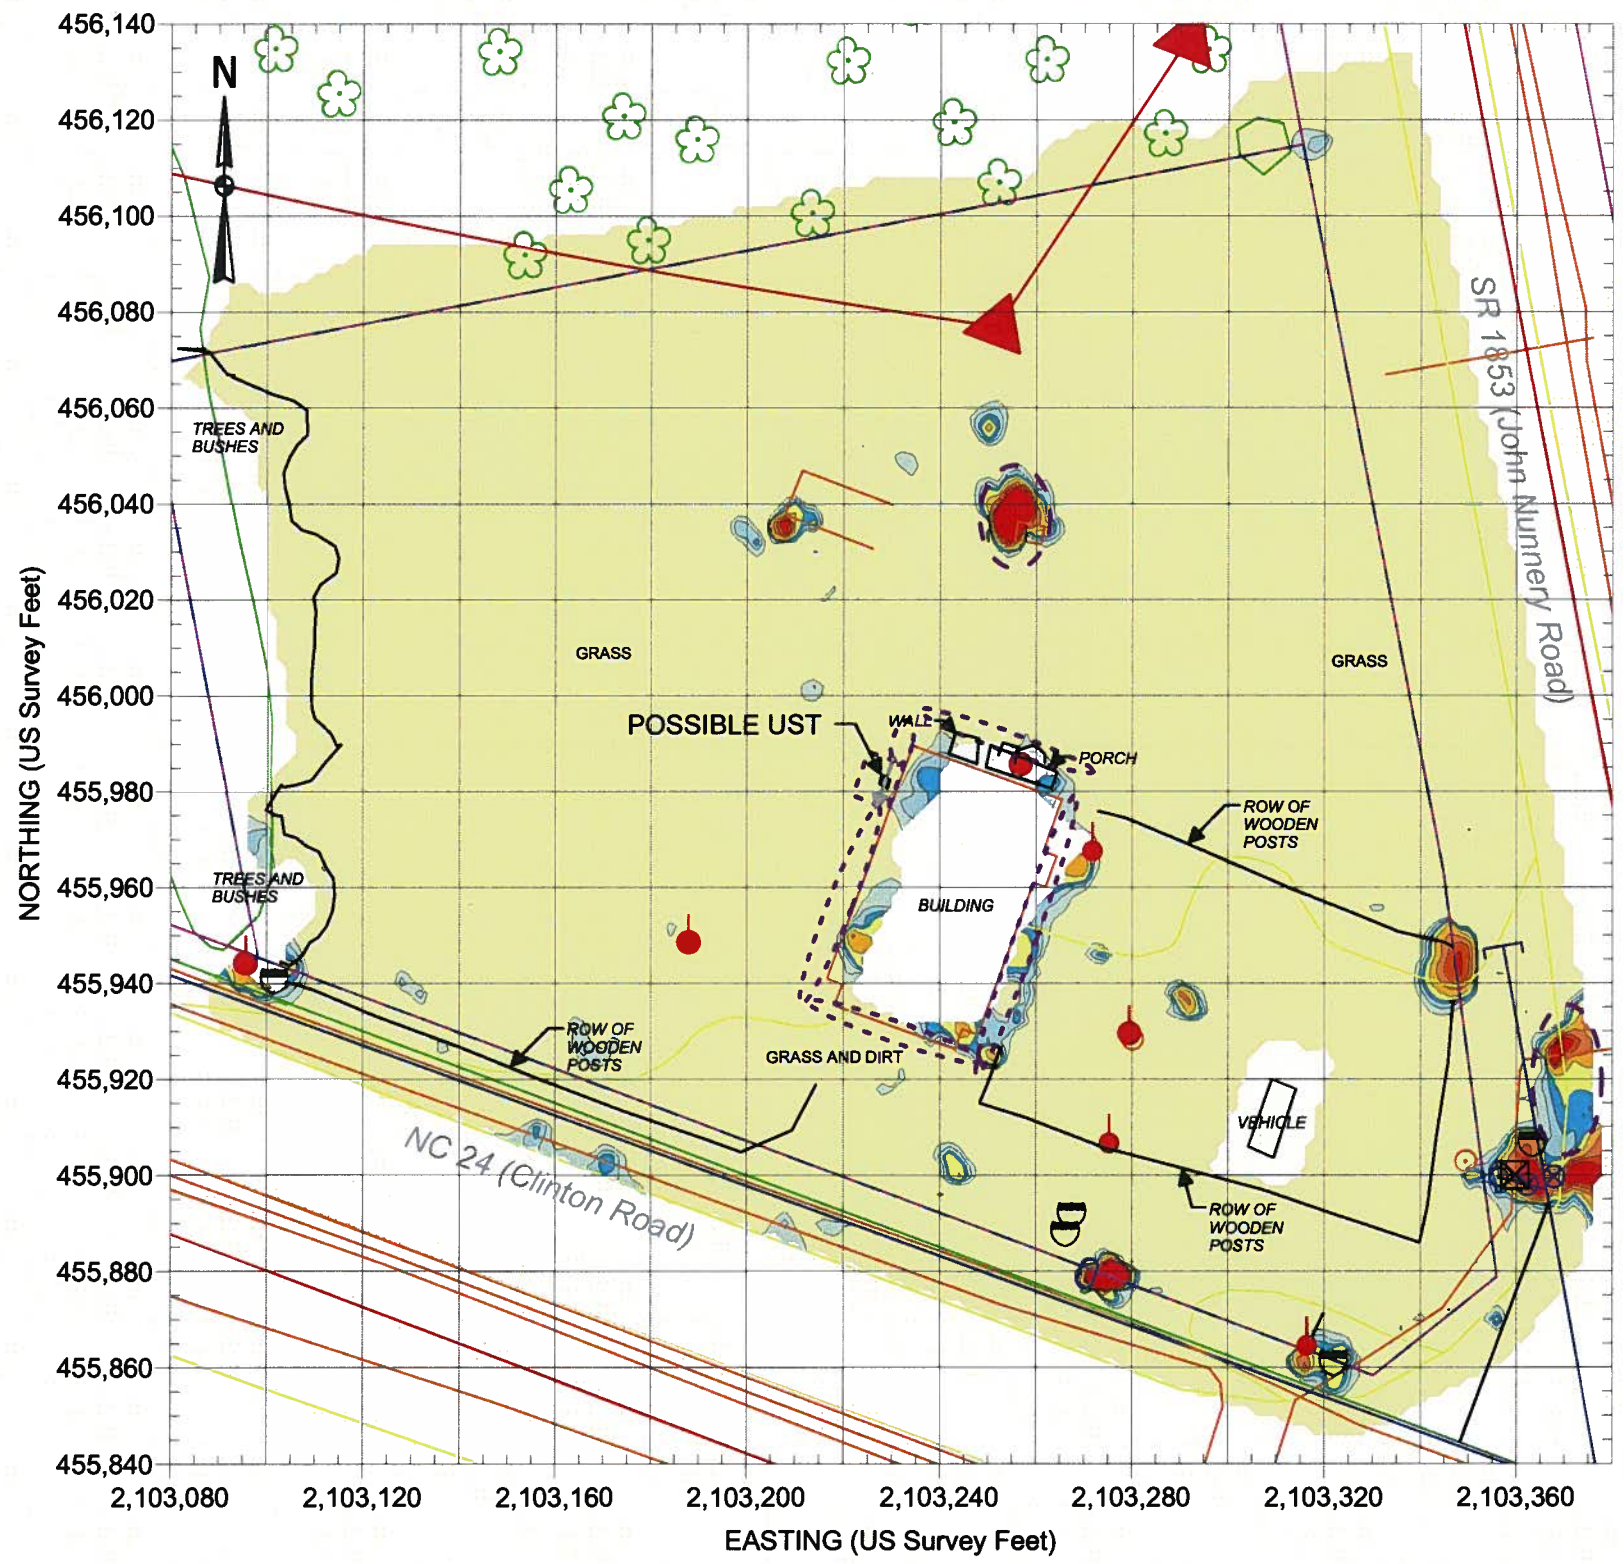 456,140
N
456,120
456,100
456,080
SR 1853 (John Nunnery Road)
456,060
TREES AND
BUSHES
456,040
456,020
GRASS
GRASS
456,000
POSSIBLE UST
WALL
PORCH
455,980
ROW OF
WOODEN
POSTS
TREES AND
BUSHES
455,960
BUILDING
455,940
ROW OF
WOODEN
POSTS
GRASS AND DIRT
455,920
VEHICLE
NC 24 (Clinton Road)
455,900
ROW OF
WOODEN
POSTS
455,880
455,860
455,840
NORTHING (US Survey Feet)
2,103,080
2,103,120
2,103,160
2,103,200
2,103,240
2,103,280
2,103,320
2,103,360
EASTING (US Survey Feet)